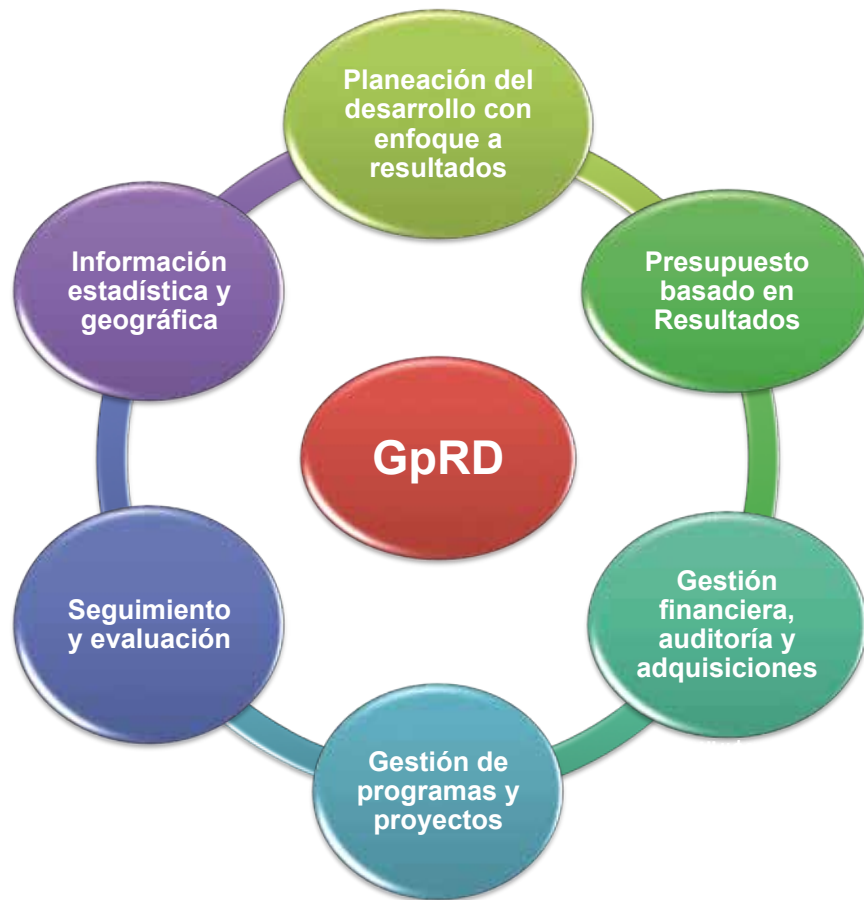 Planeación del
desarrollo con
enfoque a
resultados
Presupuesto
basado en
Resultados
Gestión
financiera,
auditoría y
adquisiciones
Gestión de
programas y
proyectos
Seguimiento
y evaluación
Información
estadística y
geográfica
GpRD